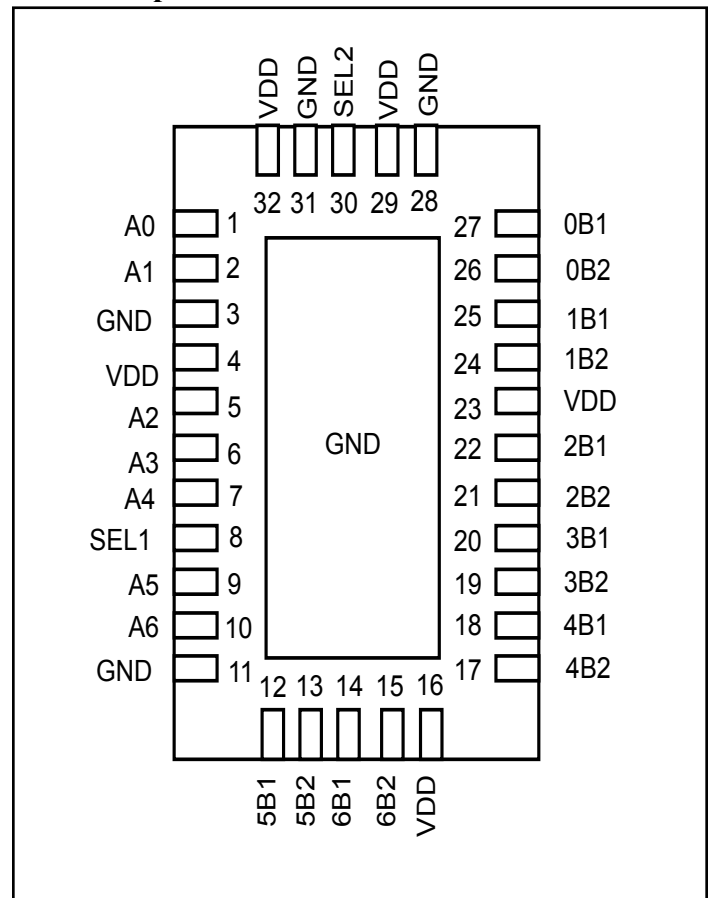 VDD GND SEL2 VDD GND
32 31 30 29 28
A0 1 27 0B1
A1 2 26 0B2
GND 3 25 1B1
VDD 4 24 1B2
A2 5 23 VDD
A3 6 22 2B1
GND
A4 7 21 2B2
SEL1 8 20 3B1
A5 9 19 3B2
A6 10 18 4B1
GND 11 17 4B2
12 13 14 15 16
5B1 5B2 6B1 6B2 VDD